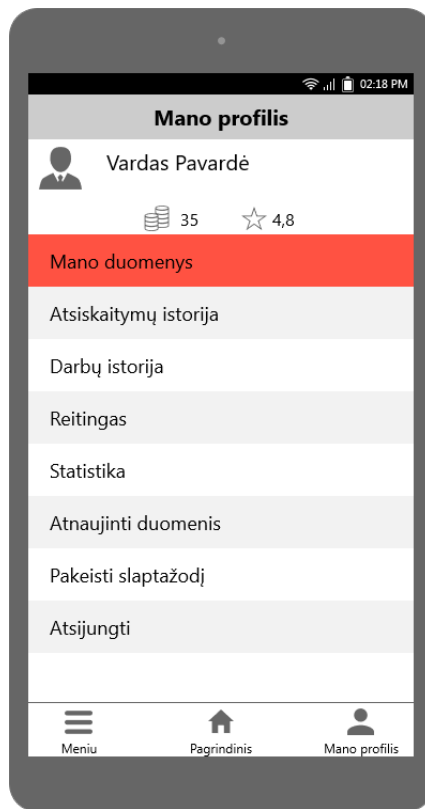 02:18 PM
Mano profilis
Vardas Pavardė
35 4,8
Mano duomenys
Atsiskaitymų istorija
Darbų istorija
Reitingas
Statistika
Atnaujinti duomenis
Pakeisti slaptažodį
Atsijungti
Meniu Pagrindinis Mano profilis